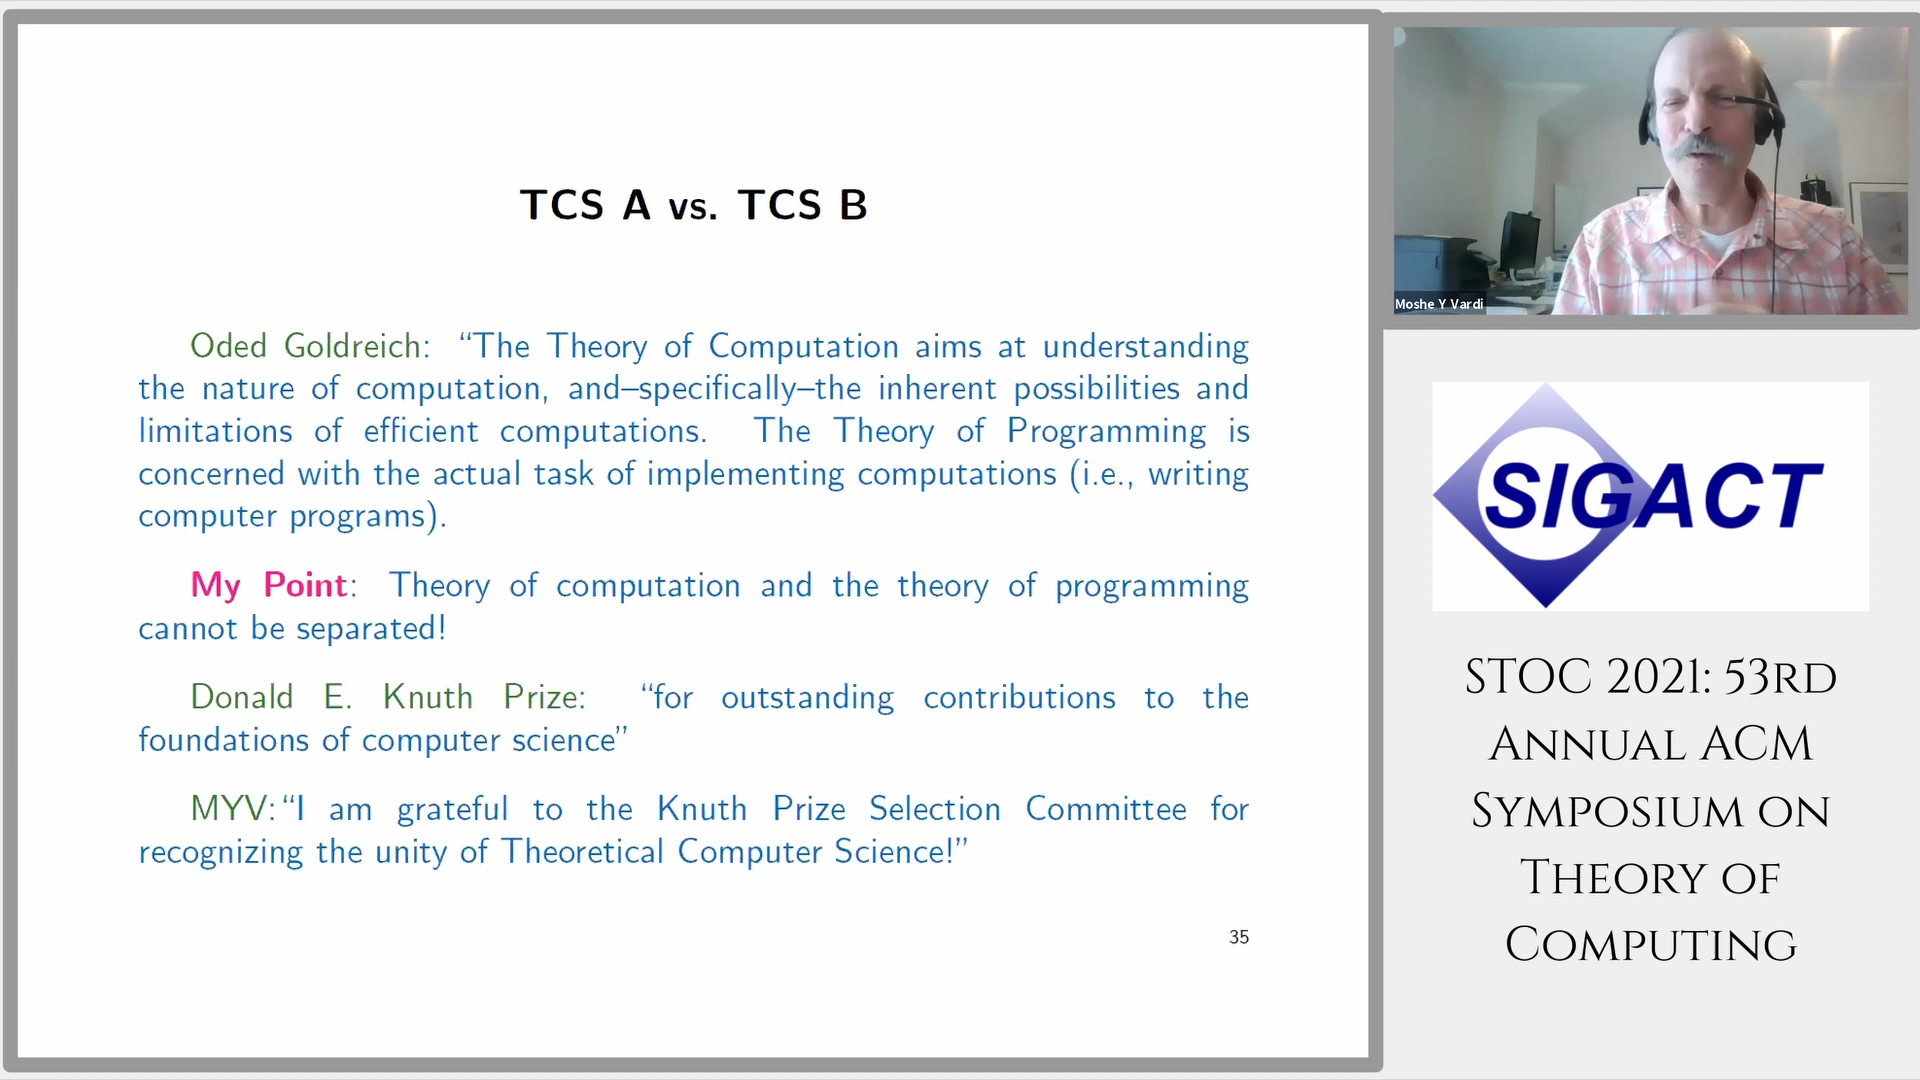 TCS A vs. TCS B
Oded Goldreich: “The Theory of Computation aims at understanding
the nature of computation, and–specifically–the inherent possibilities and
limitations of efficient computations. The Theory of Programming is
concerned with the actual task of implementing computations (i.e., writing
computer programs).
My Point: Theory of computation and the theory of programming
cannot be separated!
Donald E. Knuth Prize: “for outstanding contributions to the
foundations of computer science”
MYV: “I am grateful to the Knuth Prize Selection Committee for
recognizing the unity of Theoretical Computer Science!”
35
Moshe Y Vardi
SIGACT
STOC 2021: 53rd
Annual ACM
Symposium on
Theory of
Computing